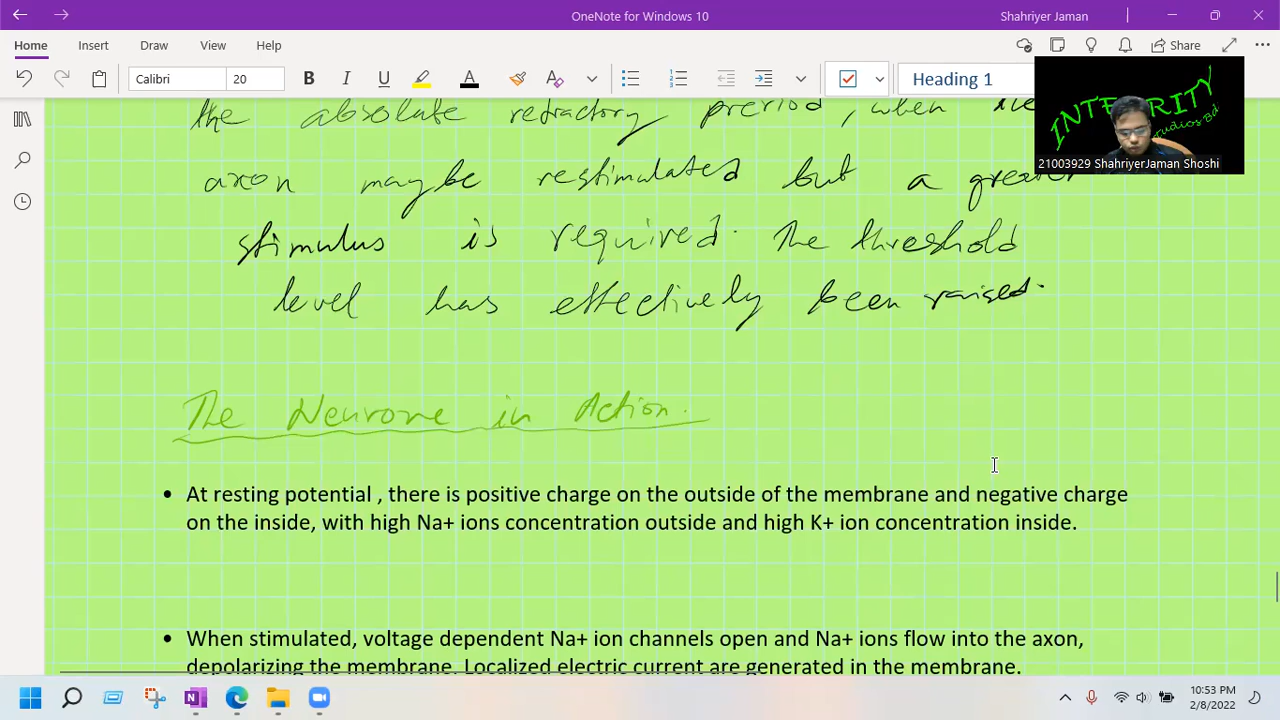 OneNote for Windows 10
Shahriyer Jaman
Home Insert Draw View Help
Share
Calibri 20 B I U A Heading 1
INTEGRITY
Studios Bd
21003929 ShahriyerJaman Shoshi
the absolute refractory preriod, when
axon maybe restimulated but a greater
stimulus is required. The threshold
level has effectively been raised.
The Neurone in Action.
• At resting potential , there is positive charge on the outside of the membrane and negative charge
on the inside, with high Na+ ions concentration outside and high K+ ion concentration inside.
• When stimulated, voltage dependent Na+ ion channels open and Na+ ions flow into the axon,
depolarizing the membrane. Localized electric current are generated in the membrane.
10:53 PM
2/8/2022